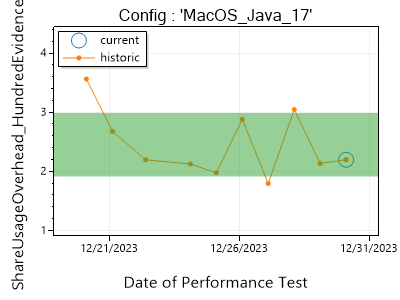 Config : 'MacOS_Java_17'
current
historic
ShareUsageOverhead_HundredEvidence
4
3
2
1
12/21/2023
12/26/2023
12/31/2023
Date of Performance Test